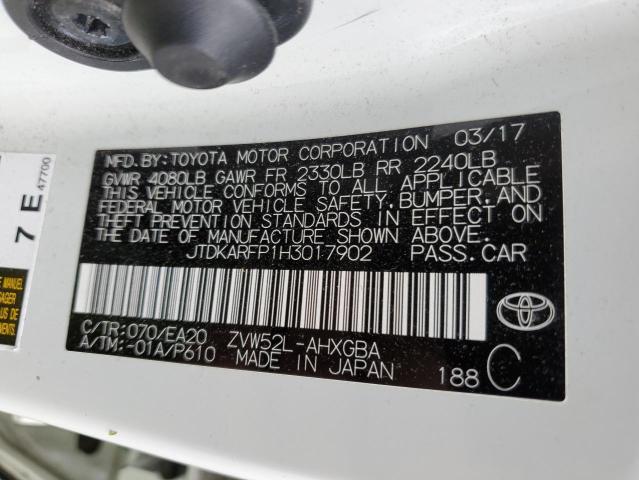 MFD.BY:TOYOTA MOTOR CORPORATION 03/17
GVWR 4080LB GAWR FR 2330LB RR 2240LB
THIS VEHICLE CONFORMS TO ALL APPLICABLE
FEDERAL MOTOR VEHICLE SAFETY, BUMPER, AND
THEFT PREVENTION STANDARDS IN EFFECT ON
THE DATE OF MANUFACTURE SHOWN ABOVE.
JTDKARFP1H3017902 PASS.CAR
C/TR:070/EA20 ZVW52L-AHXGBA
A/TM:-01A/P610 MADE IN JAPAN
188 C
7 E
47700